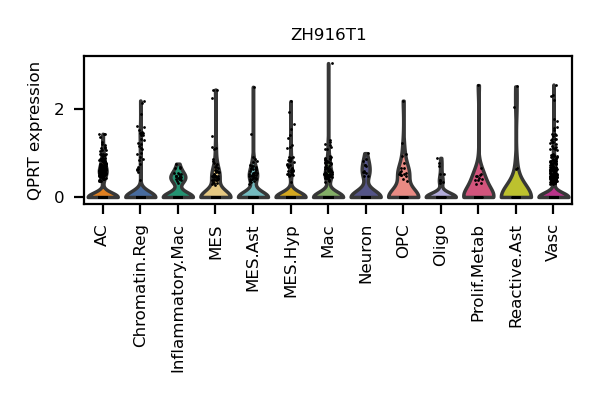 ZH916T1
QPRT expression
2
0
AC
Chromatin.Reg
Inflammatory.Mac
MES
MES.Ast
MES.Hyp
Mac
Neuron
OPC
Oligo
Prolif.Metab
Reactive.Ast
Vasc